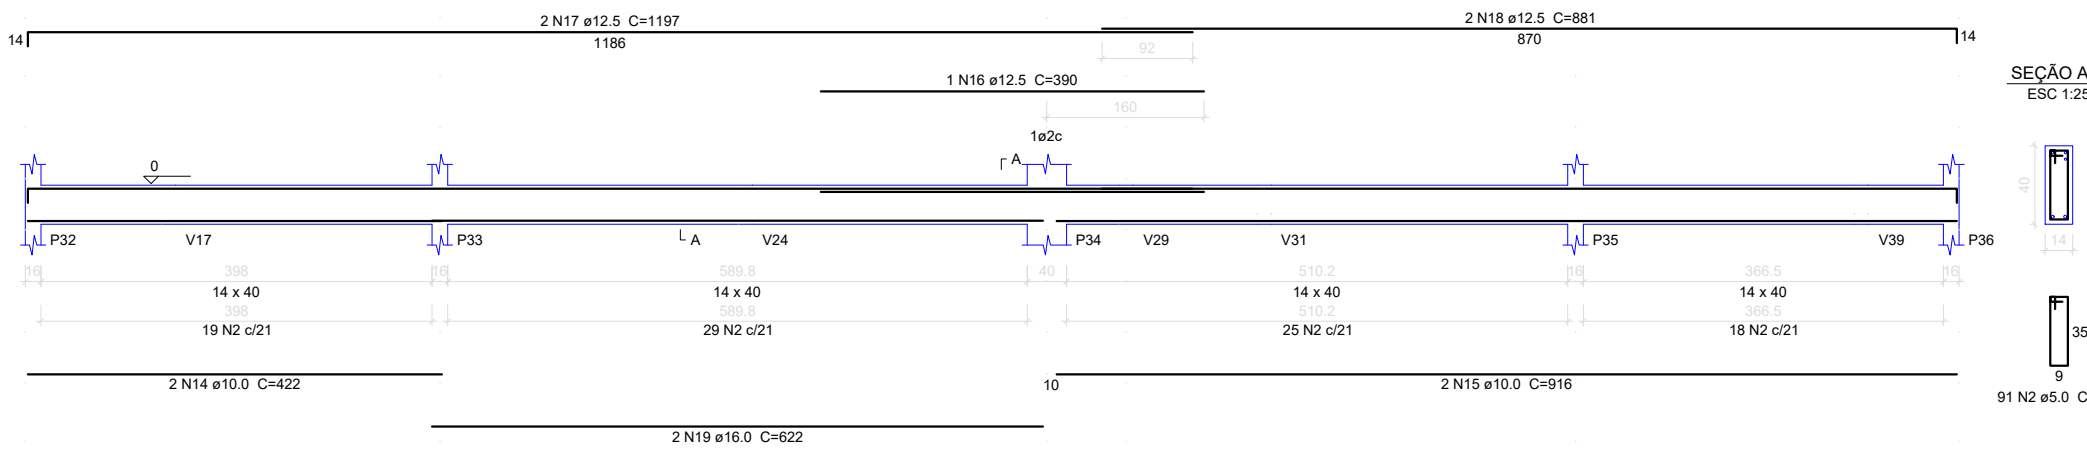 2 N17 ø12.5 C=1197
2 N18 ø12.5 C=881
14
1186
870
14
92
1 N16 ø12.5 C=390
SEÇÃO A
ESC 1:25
160
1ø2c
A
0
40
P32
V17
P33
A
V24
P34
V29
V31
P35
V39
P36
14
16
398
16
589.8
40
510.2
16
366.5
16
14 x 40
14 x 40
14 x 40
14 x 40
398
589.8
510.2
366.5
19 N2 c/21
29 N2 c/21
25 N2 c/21
18 N2 c/21
35
9
2 N14 ø10.0 C=422
10
2 N15 ø10.0 C=916
91 N2 ø5.0 C
2 N19 ø16.0 C=622